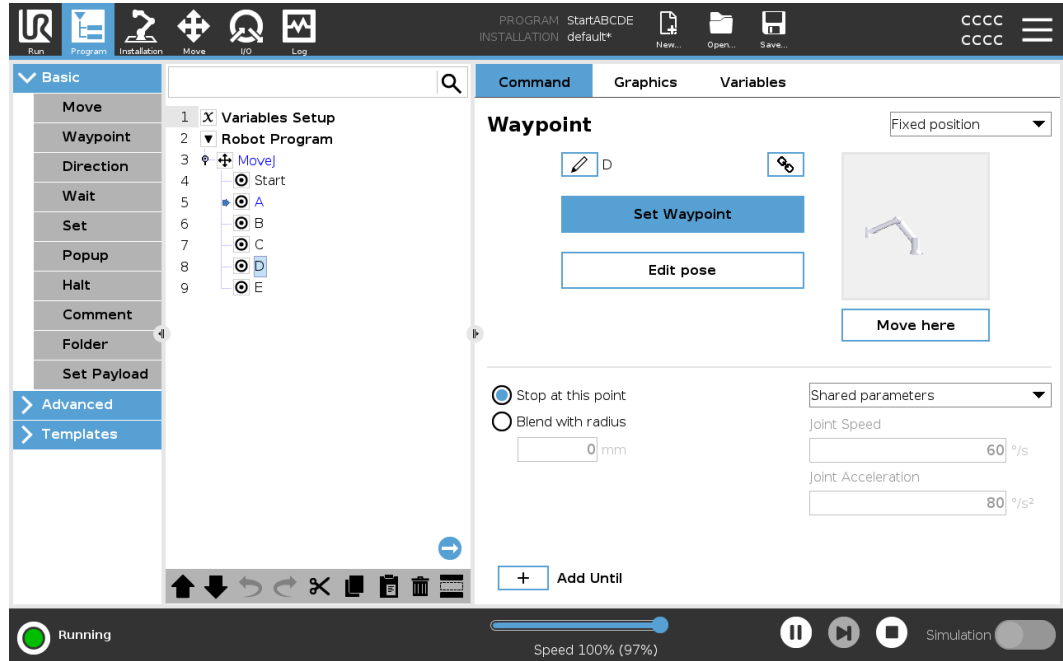 PROGRAM StartABCDE
INSTALLATION default*
UR
Run
Program
Installation
Move
I/O
Log
New...
Open...
Save...
CCCC
CCCC
Basic
Move
Waypoint
Direction
Wait
Set
Popup
Halt
Comment
Folder
Set Payload
Advanced
Templates
1 X Variables Setup
2 Robot Program
3 MoveJ
4 Start
5 A
6 B
7 C
8 D
9 E
Command Graphics Variables
Waypoint
Fixed position
D
Set Waypoint
Edit pose
Move here
Stop at this point
Blend with radius
0 mm
Shared parameters
Joint Speed
60 °/s
Joint Acceleration
80 °/s²
+ Add Until
Running
Speed 100% (97%)
Simulation